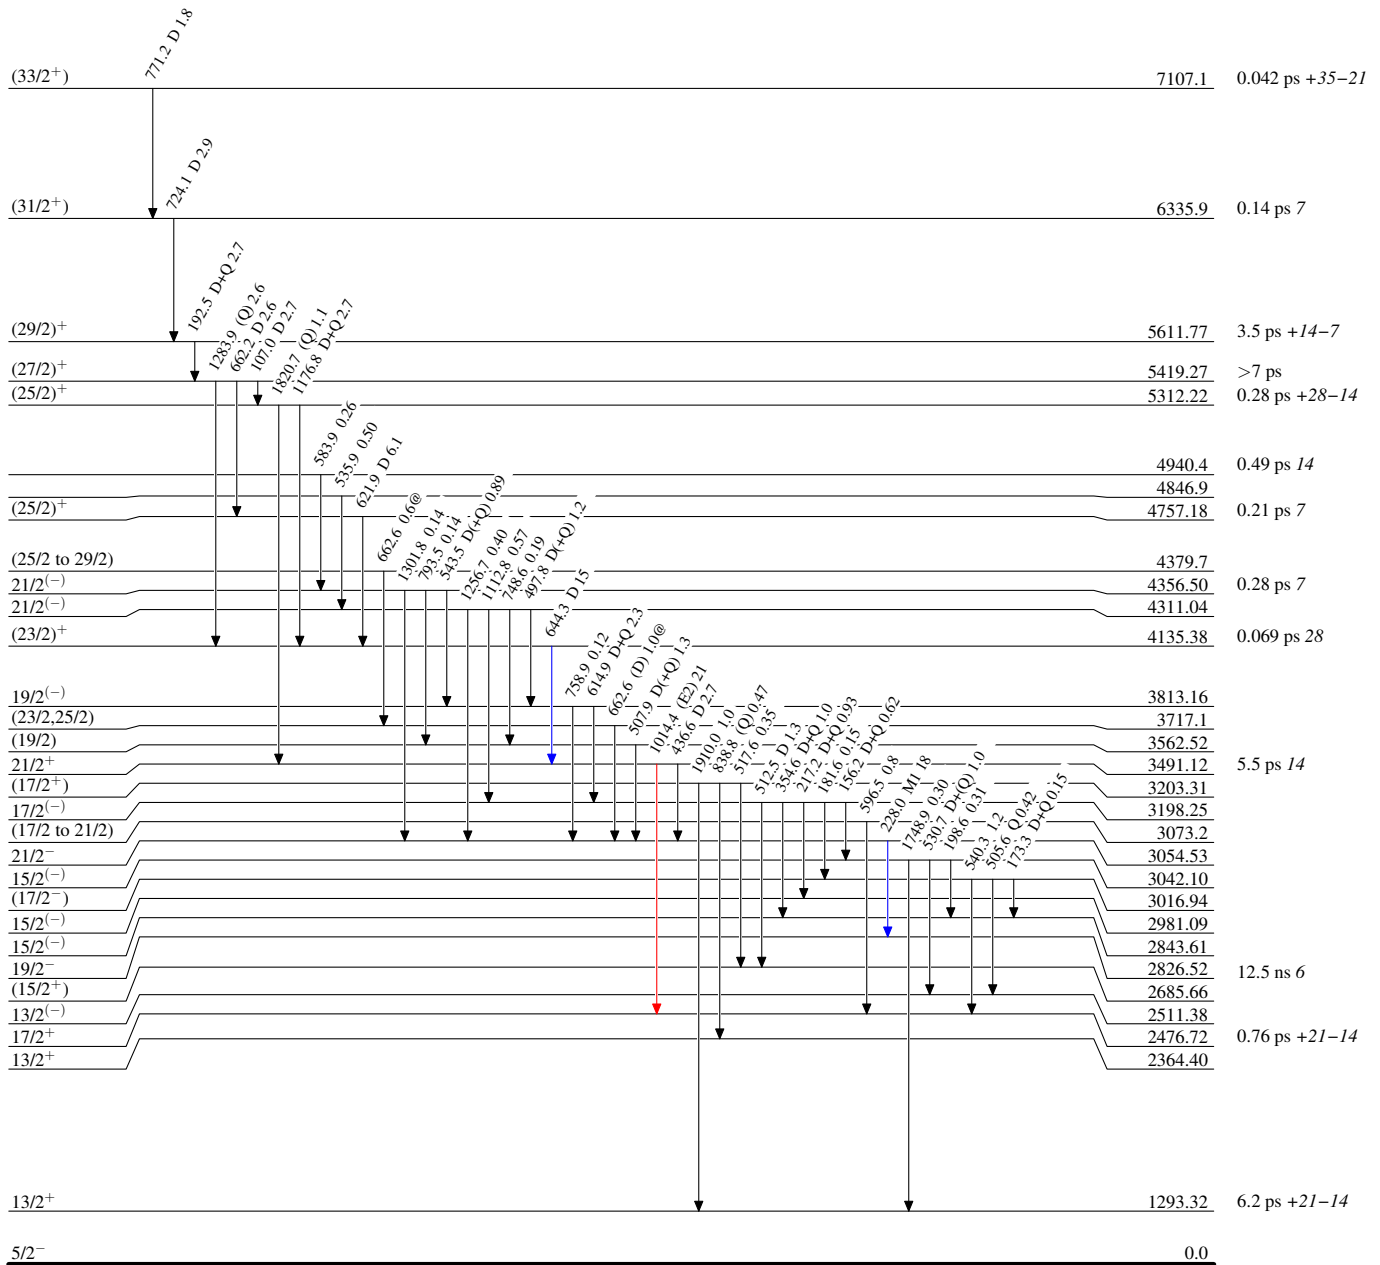 771.2 D 1.8
(33/2⁺) 7107.1 0.042 ps +35−21
724.1 D 2.9
(31/2⁺) 6335.9 0.14 ps 7
192.5 D+Q 2.7
(29/2)⁺ 5611.77 3.5 ps +14−7
1283.9 (Q) 2.6
662.2 D 2.6
107.0 D 2.7
(27/2)⁺ 5419.27 >7 ps
1820.7 (Q) 1.1
1176.8 D+Q 2.7
(25/2)⁺ 5312.22 0.28 ps +28−14
583.9 0.26
4940.4 0.49 ps 14
535.9 0.50
4846.9
621.9 D 6.1
(25/2)⁺ 4757.18 0.21 ps 7
662.6 0.6@
(25/2 to 29/2) 4379.7
1301.8 0.14
793.5 0.14
543.5 D(+Q) 0.89
21/2⁽⁻⁾ 4356.50 0.28 ps 7
1256.7 0.40
1112.8 0.57
748.6 0.19
497.8 D(+Q) 1.2
21/2⁽⁻⁾ 4311.04
644.3 D 15
(23/2)⁺ 4135.38 0.069 ps 28
758.9 0.12
614.9 D+Q 2.3
19/2⁽⁻⁾ 3813.16
662.6 (D) 1.0@
(23/2,25/2) 3717.1
507.9 D(+Q) 1.3
(19/2) 3562.52
1014.4 (E2) 21
436.6 D 2.7
21/2⁺ 3491.12 5.5 ps 14
1910.0 1.0
838.8 (Q) 0.47
517.6 0.35
(17/2⁺) 3203.31
512.5 D 1.3
354.6 D+Q 1.0
217.2 D+Q 0.93
181.6 0.15
156.2 D+Q 0.62
17/2⁽⁻⁾ 3198.25
596.5 0.8
(17/2 to 21/2) 3073.2
228.0 M1 18
21/2⁻ 3054.53
1748.9 0.30
530.7 D+(Q) 1.0
198.6 0.31
15/2⁽⁻⁾ 3042.10
540.3 1.2
505.6 Q 0.42
173.3 D+Q 0.15
(17/2⁻) 3016.94
15/2⁽⁻⁾ 2981.09
15/2⁽⁻⁾ 2843.61
19/2⁻ 2826.52 12.5 ns 6
(15/2⁺) 2685.66
13/2⁽⁻⁾ 2511.38
17/2⁺ 2476.72 0.76 ps +21−14
13/2⁺ 2364.40
13/2⁺ 1293.32 6.2 ps +21−14
5/2⁻ 0.0